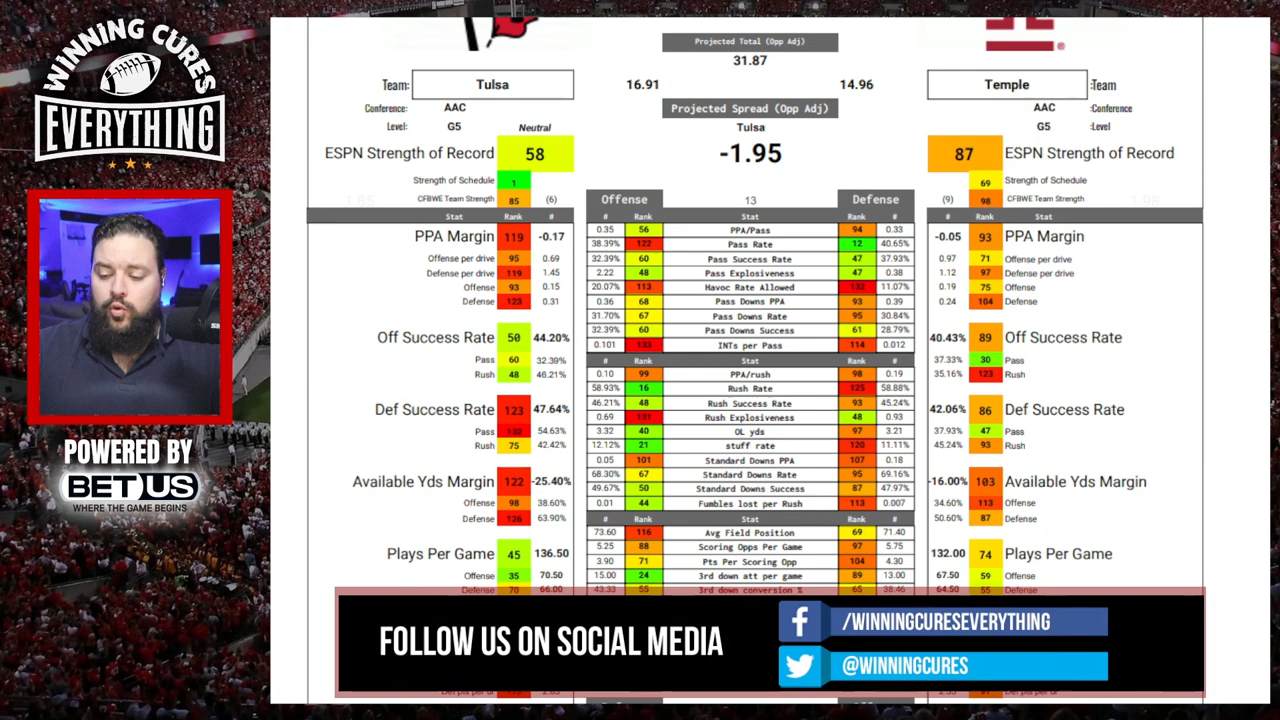 WINNING CURES
EVERYTHING
POWERED BY
BETUS
WHERE THE GAME BEGINS
Projected Total (Opp Adj)
31.87
Team: Tulsa 16.91 14.96 Temple :Team
Conference: AAC Projected Spread (Opp Adj) AAC :Conference
Level: G5 Neutral Tulsa G5 :Level
ESPN Strength of Record 58 -1.95 87 ESPN Strength of Record
Strength of Schedule 1 69 Strength of Schedule
CFBWE Team Strength 85 (6) Offense 13 Defense (9) 98 CFBWE Team Strength
Stat Rank # # Rank Stat Rank # # Rank Stat
PPA Margin 119 -0.17 -0.05 93 PPA Margin
Offense per drive 95 0.69 0.97 71 Offense per drive
Defense per drive 119 1.45 1.12 97 Defense per drive
Offense 93 0.15 0.19 75 Offense
Defense 123 0.31 0.24 104 Defense
Off Success Rate 50 44.20% 40.43% 89 Off Success Rate
Pass 60 32.39% 37.33% 30 Pass
Rush 48 46.21% 35.16% 123 Rush
Def Success Rate 123 47.64% 42.06% 86 Def Success Rate
Pass 132 54.63% 37.93% 47 Pass
Rush 75 42.42% 45.24% 93 Rush
Available Yds Margin 122 -25.40% -16.00% 103 Available Yds Margin
Offense 98 38.60% 34.60% 113 Offense
Defense 126 63.90% 50.60% 87 Defense
Plays Per Game 45 136.50 132.00 74 Plays Per Game
Offense 35 70.50 67.50 59 Offense
Defense 70 66.00 64.50 55 Defense
0.35 56 PPA/Pass 94 0.33
38.39% 122 Pass Rate 12 40.65%
32.39% 60 Pass Success Rate 47 37.93%
2.22 48 Pass Explosiveness 47 0.38
20.07% 113 Havoc Rate Allowed 132 11.07%
0.36 68 Pass Downs PPA 93 0.39
31.70% 67 Pass Downs Rate 95 30.84%
32.39% 60 Pass Downs Success 61 28.79%
0.101 133 INTs per Pass 114 0.012
# Rank Stat Rank #
0.10 99 PPA/rush 98 0.19
58.93% 16 Rush Rate 125 58.88%
46.21% 48 Rush Success Rate 93 45.24%
0.69 131 Rush Explosiveness 48 0.93
3.32 40 OL yds 97 3.21
12.12% 21 stuff rate 120 11.11%
0.05 101 Standard Downs PPA 107 0.18
68.30% 67 Standard Downs Rate 95 69.16%
49.67% 50 Standard Downs Success 87 47.97%
0.01 44 Fumbles lost per Rush 113 0.007
# Rank Stat Rank #
73.60 116 Avg Field Position 69 71.40
5.25 88 Scoring Opps Per Game 97 5.75
3.90 71 Pts Per Scoring Opp 104 4.30
15.00 24 3rd down att per game 89 13.00
43.33 55 3rd down conversion % 65 38.46
FOLLOW US ON SOCIAL MEDIA
f /WINNINGCURESEVERYTHING
@WINNINGCURES